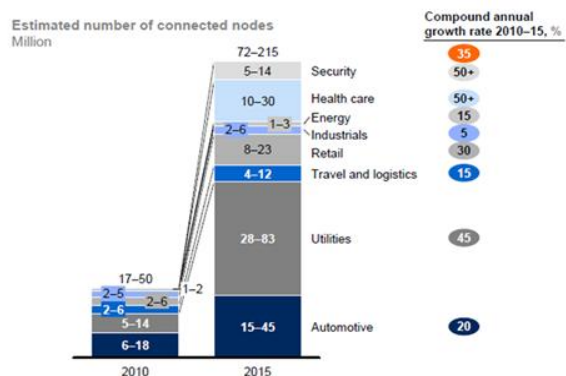 Estimated number of connected nodes
Million
Compound annual
growth rate 2010–15, %
72–215
35
5–14
Security
50+
10–30
Health care
50+
1–3
Energy
15
2–6
Industrials
5
8–23
Retail
30
4–12
Travel and logistics
15
28–83
Utilities
45
15–45
Automotive
20
17–50
1–2
2–5
2–6
2–6
5–14
6–18
2010
2015